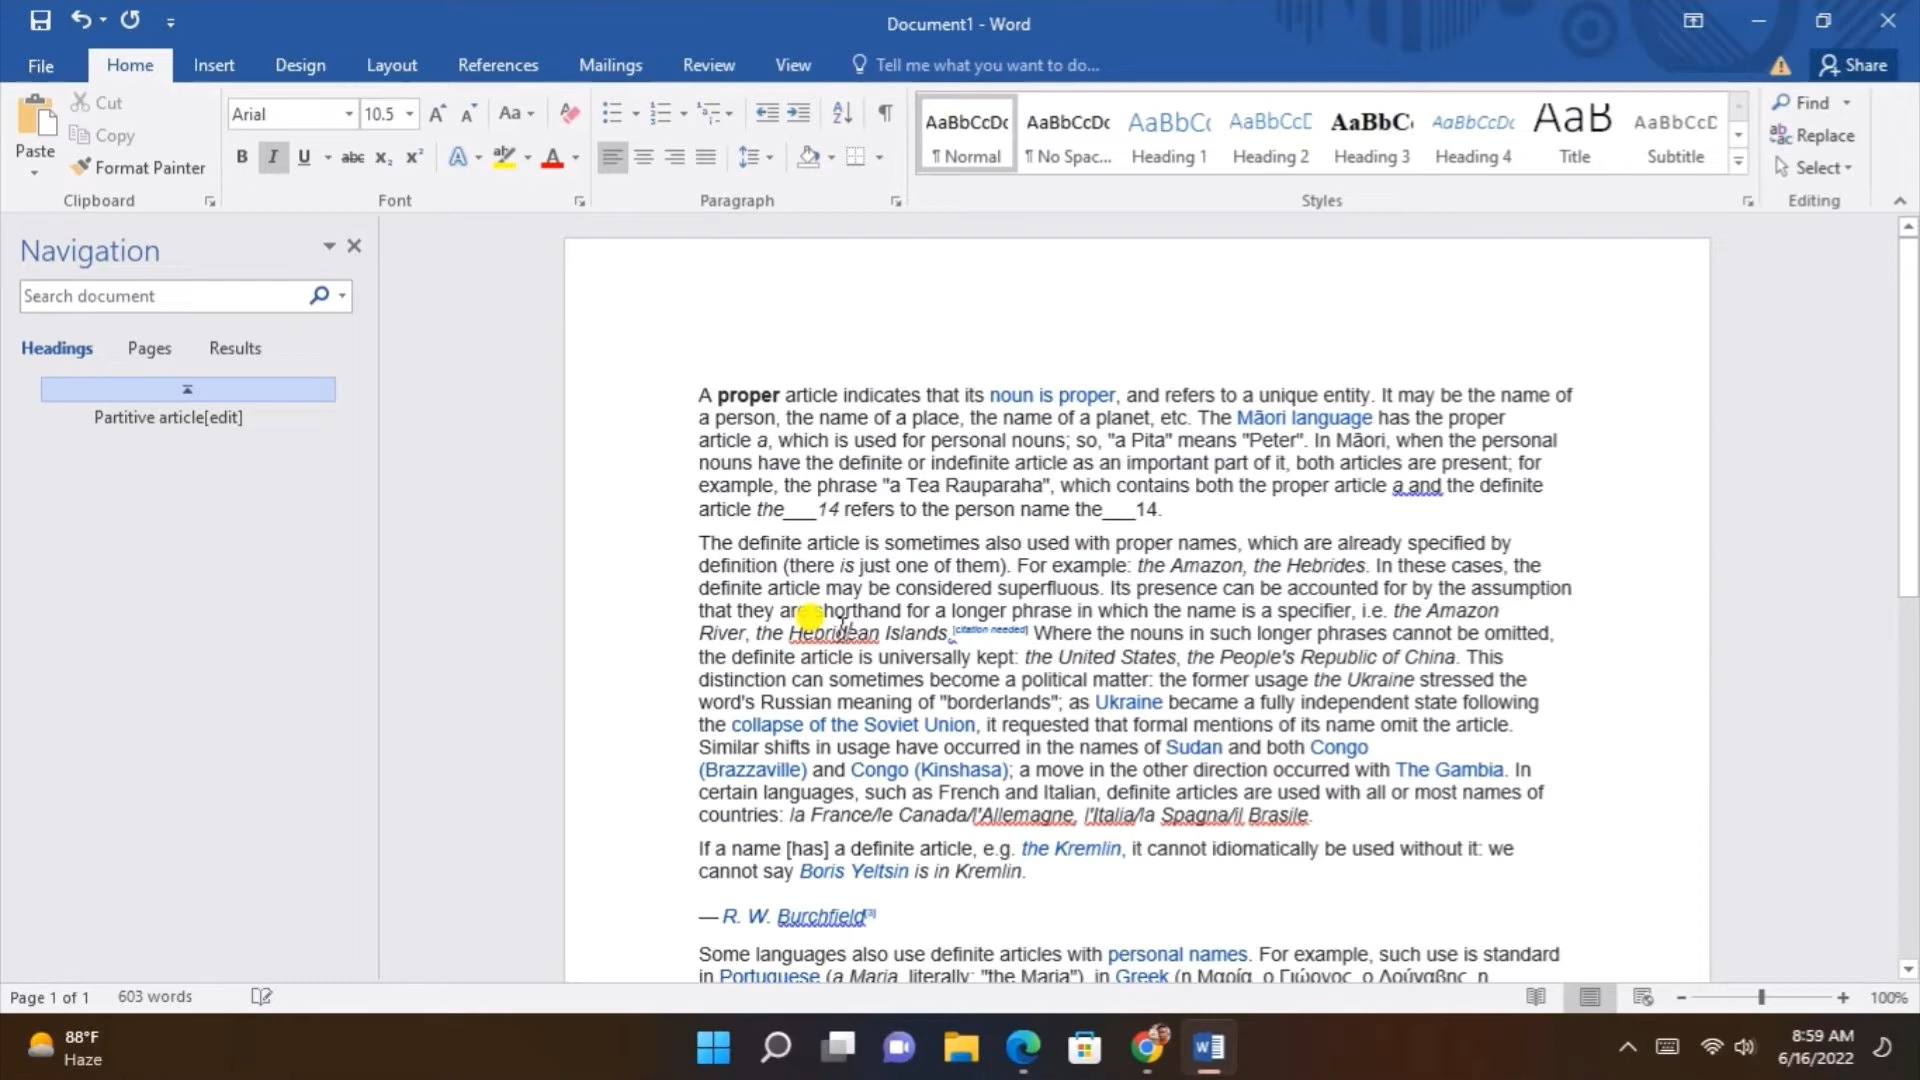 Document1 - Word
File Home Insert Design Layout References Mailings Review View Tell me what you want to do... Share
Cut
Copy
Format Painter
Paste
Clipboard
Arial 10.5 Aa
B I U abc X₂ X² A A
Font
Paragraph
AaBbCcDc AaBbCcDc AaBbC AaBbCcD AaBbC AaBbCcDc AaB AaBbCcD
¶ Normal ¶ No Spac... Heading 1 Heading 2 Heading 3 Heading 4 Title Subtitle
Styles
Find
Replace
Select
Editing
Navigation
Search document
Headings Pages Results
Partitive article[edit]
A proper article indicates that its noun is proper, and refers to a unique entity. It may be the name of
a person, the name of a place, the name of a planet, etc. The Māori language has the proper
article a, which is used for personal nouns; so, "a Pita" means "Peter". In Māori, when the personal
nouns have the definite or indefinite article as an important part of it, both articles are present; for
example, the phrase "a Tea Rauparaha", which contains both the proper article a and the definite
article the___14 refers to the person name the___14.
The definite article is sometimes also used with proper names, which are already specified by
definition (there is just one of them). For example: the Amazon, the Hebrides. In these cases, the
definite article may be considered superfluous. Its presence can be accounted for by the assumption
that they are shorthand for a longer phrase in which the name is a specifier, i.e. the Amazon
River, the Hebridean Islands.[citation needed] Where the nouns in such longer phrases cannot be omitted,
the definite article is universally kept: the United States, the People's Republic of China. This
distinction can sometimes become a political matter: the former usage the Ukraine stressed the
word's Russian meaning of "borderlands"; as Ukraine became a fully independent state following
the collapse of the Soviet Union, it requested that formal mentions of its name omit the article.
Similar shifts in usage have occurred in the names of Sudan and both Congo
(Brazzaville) and Congo (Kinshasa); a move in the other direction occurred with The Gambia. In
certain languages, such as French and Italian, definite articles are used with all or most names of
countries: la France/le Canada/l'Allemagne, l'Italia/la Spagna/il Brasile.
If a name [has] a definite article, e.g. the Kremlin, it cannot idiomatically be used without it: we
cannot say Boris Yeltsin is in Kremlin.
— R. W. Burchfield[3]
Some languages also use definite articles with personal names. For example, such use is standard
in Portuguese (a Maria, literally: "the Maria"), in Greek (η Μαρία, ο Γιώργος, ο Δούναβης, η
Page 1 of 1 603 words 100%
88°F
Haze
8:59 AM
6/16/2022